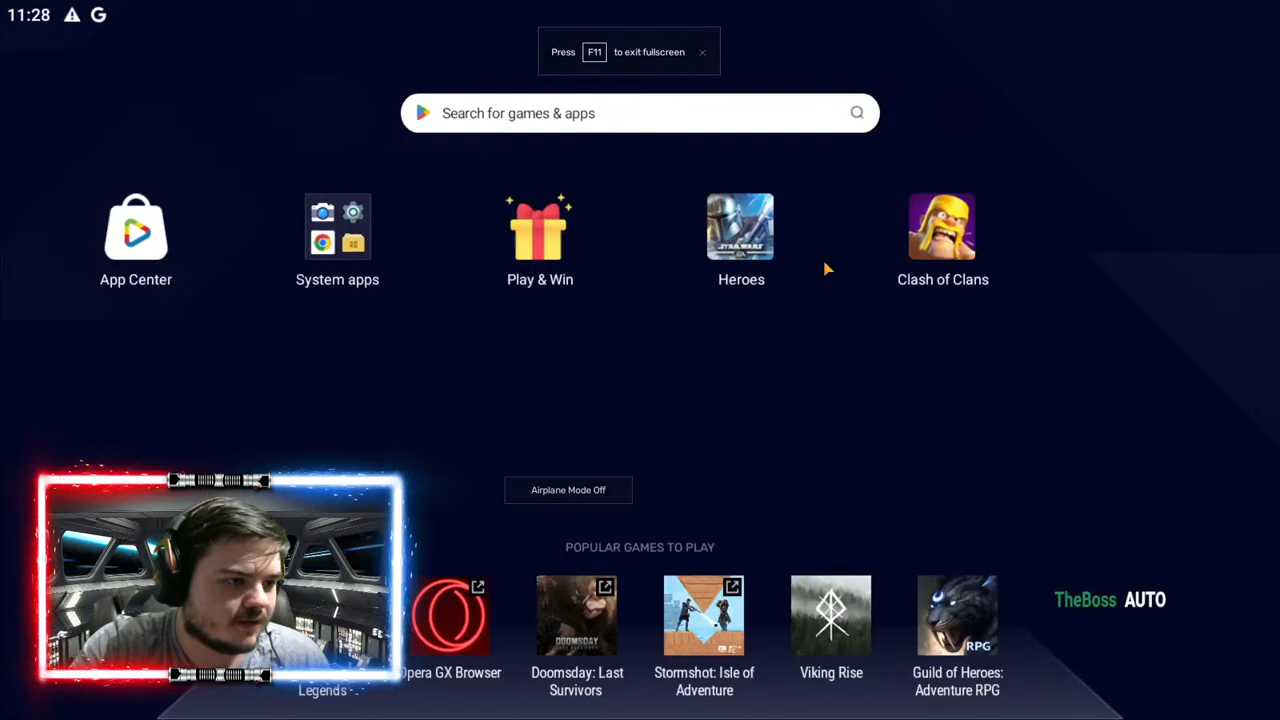 11:28
Press F11 to exit fullscreen
Search for games & apps
STAR WARS
App Center
System apps
Play & Win
Heroes
Clash of Clans
Airplane Mode Off
POPULAR GAMES TO PLAY
DOOMSDAY
RPG
TheBoss AUTO
Opera GX Browser
Doomsday: Last Survivors
Stormshot: Isle of Adventure
Viking Rise
Guild of Heroes: Adventure RPG
Legends -